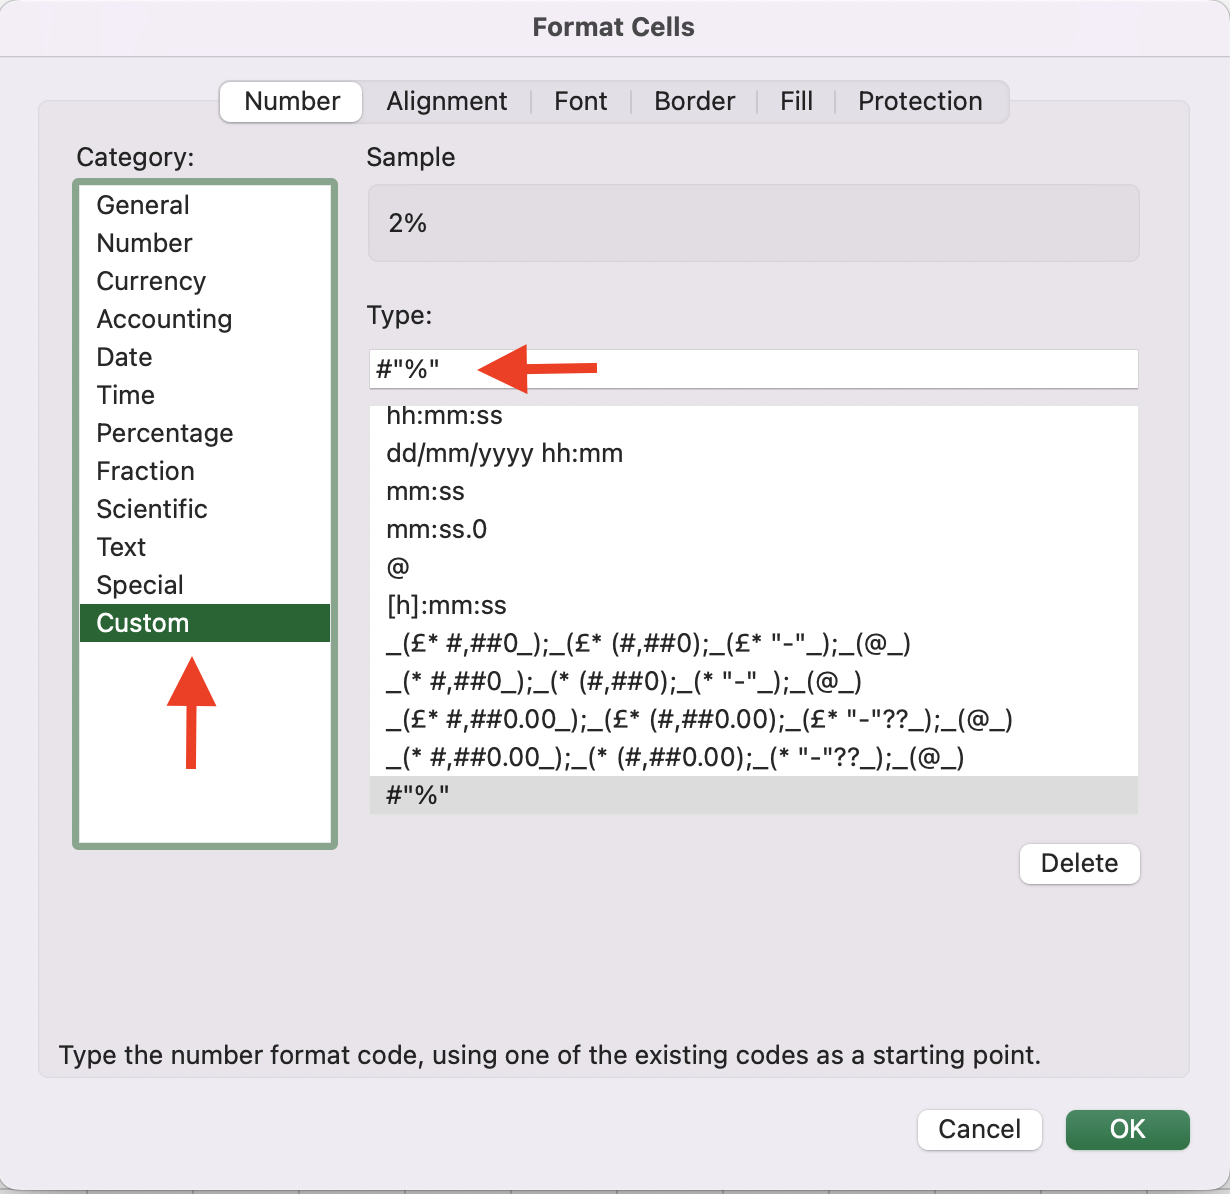 Format Cells
Number Alignment Font Border Fill Protection
Category:
General
Number
Currency
Accounting
Date
Time
Percentage
Fraction
Scientific
Text
Special
Custom
Sample
2%
Type:
#"%"
hh:mm:ss
dd/mm/yyyy hh:mm
mm:ss
mm:ss.0
@
[h]:mm:ss
_(£* #,##0_);_(£* (#,##0);_(£* "-"_);_(@_)
_(* #,##0_);_(* (#,##0);_(* "-"_);_(@_)
_(£* #,##0.00_);_(£* (#,##0.00);_(£* "-"??_);_(@_)
_(* #,##0.00_);_(* (#,##0.00);_(* "-"??_);_(@_)
#"%"
Delete
Type the number format code, using one of the existing codes as a starting point.
Cancel OK